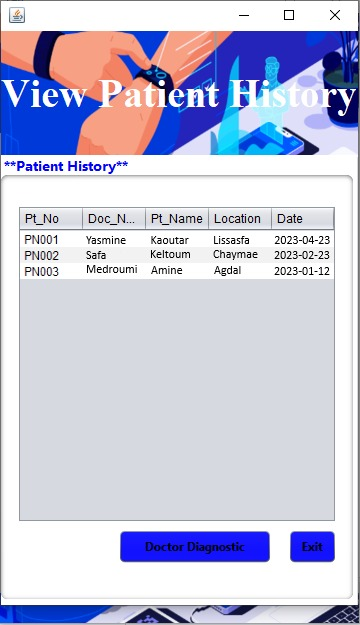 View Patient History
**Patient History**
Pt_No Doc_N... Pt_Name Location Date
PN001 Yasmine Kaoutar Lissasfa 2023-04-23
PN002 Safa Keltoum Chaymae 2023-02-23
PN003 Medroumi Amine Agdal 2023-01-12
Doctor Diagnostic Exit